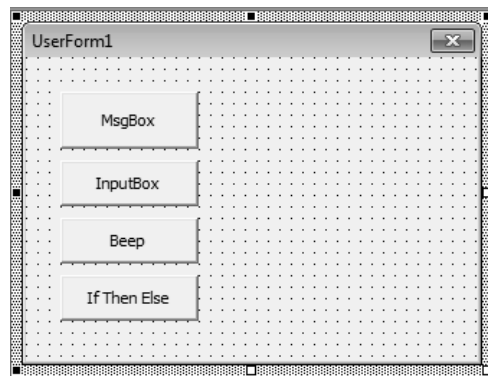 UserForm1
MsgBox
InputBox
Beep
If Then Else